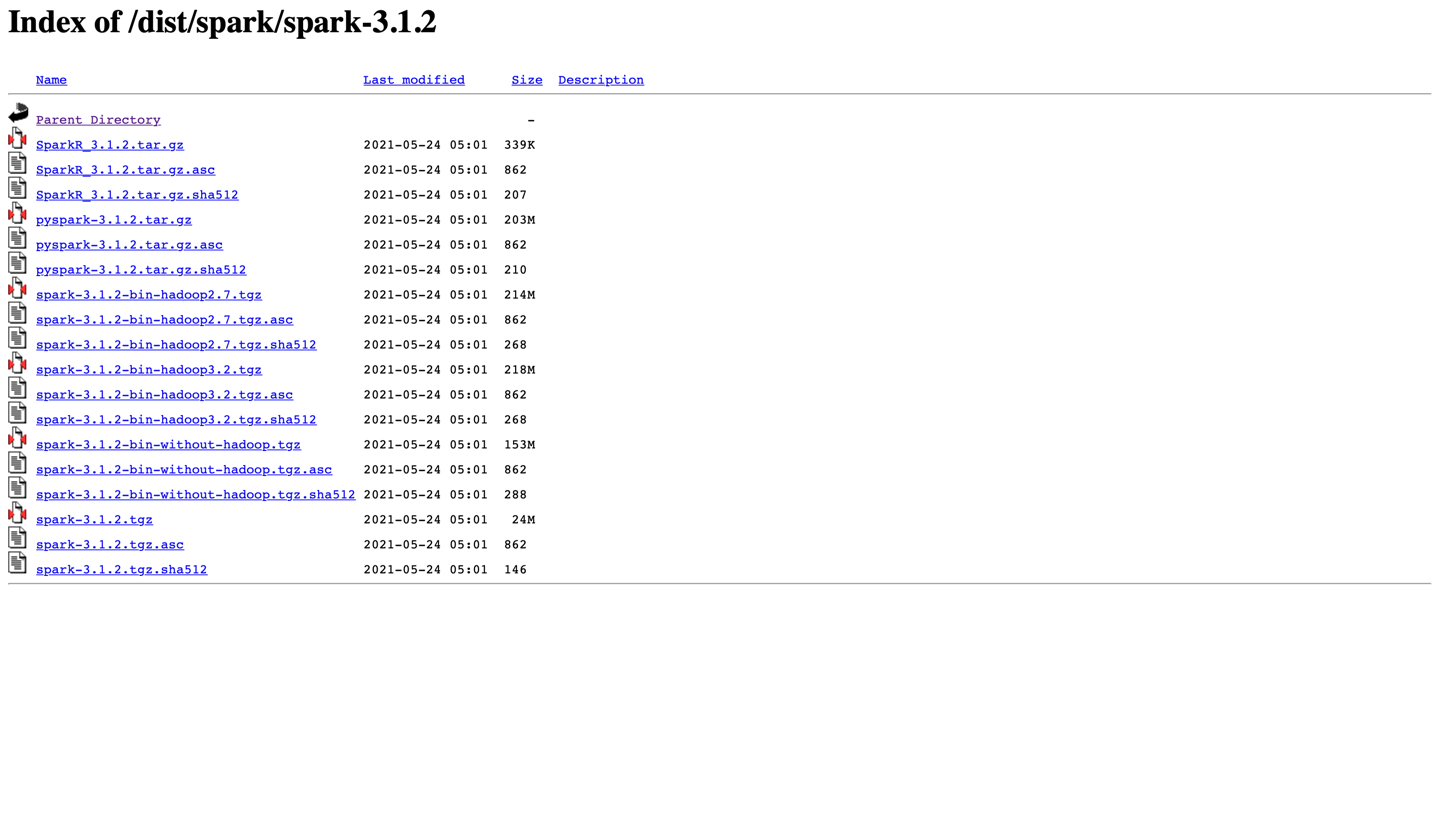 Index of /dist/spark/spark-3.1.2
Name Last modified Size Description
Parent Directory -
SparkR_3.1.2.tar.gz 2021-05-24 05:01 339K
SparkR_3.1.2.tar.gz.asc 2021-05-24 05:01 862
SparkR_3.1.2.tar.gz.sha512 2021-05-24 05:01 207
pyspark-3.1.2.tar.gz 2021-05-24 05:01 203M
pyspark-3.1.2.tar.gz.asc 2021-05-24 05:01 862
pyspark-3.1.2.tar.gz.sha512 2021-05-24 05:01 210
spark-3.1.2-bin-hadoop2.7.tgz 2021-05-24 05:01 214M
spark-3.1.2-bin-hadoop2.7.tgz.asc 2021-05-24 05:01 862
spark-3.1.2-bin-hadoop2.7.tgz.sha512 2021-05-24 05:01 268
spark-3.1.2-bin-hadoop3.2.tgz 2021-05-24 05:01 218M
spark-3.1.2-bin-hadoop3.2.tgz.asc 2021-05-24 05:01 862
spark-3.1.2-bin-hadoop3.2.tgz.sha512 2021-05-24 05:01 268
spark-3.1.2-bin-without-hadoop.tgz 2021-05-24 05:01 153M
spark-3.1.2-bin-without-hadoop.tgz.asc 2021-05-24 05:01 862
spark-3.1.2-bin-without-hadoop.tgz.sha512 2021-05-24 05:01 288
spark-3.1.2.tgz 2021-05-24 05:01 24M
spark-3.1.2.tgz.asc 2021-05-24 05:01 862
spark-3.1.2.tgz.sha512 2021-05-24 05:01 146